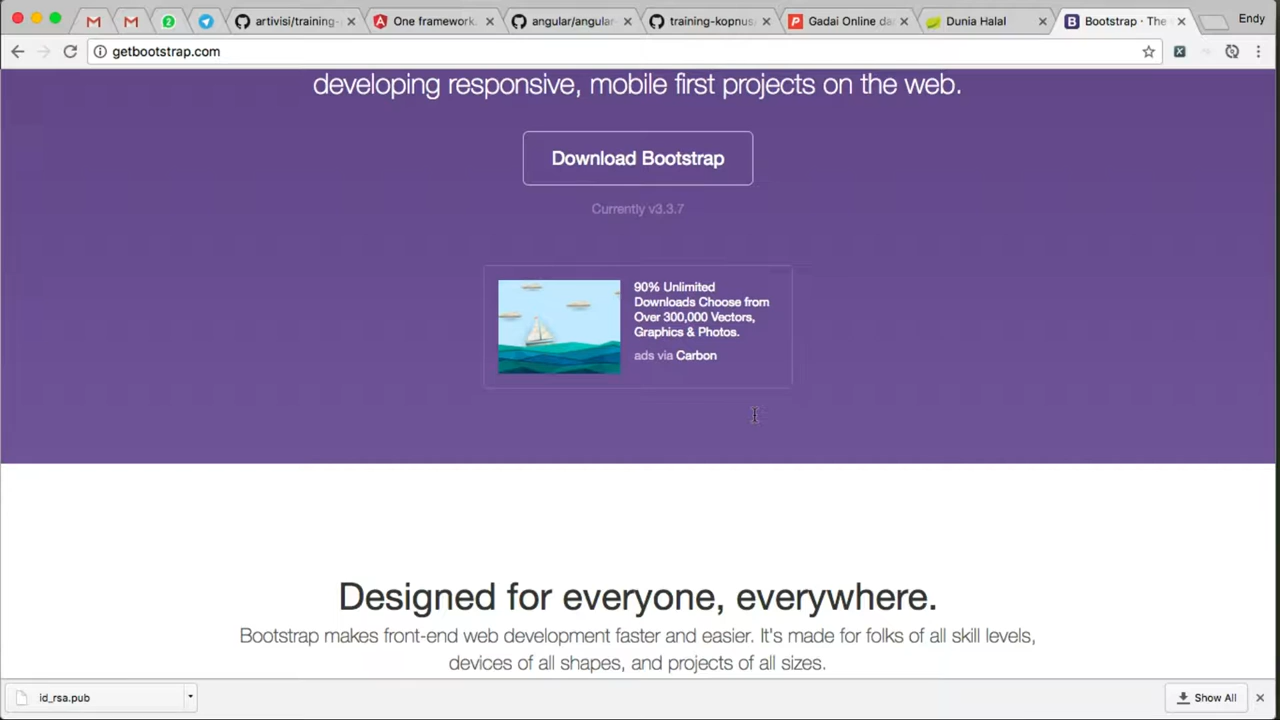 artivisi/training-
One framework.
angular/angular-
training-kopnus
Gadai Online da
Dunia Halal
Bootstrap · The
Endy
getbootstrap.com
developing responsive, mobile first projects on the web.
Download Bootstrap
Currently v3.3.7
90% Unlimited
Downloads Choose from
Over 300,000 Vectors,
Graphics & Photos.
ads via Carbon
Designed for everyone, everywhere.
Bootstrap makes front-end web development faster and easier. It's made for folks of all skill levels,
devices of all shapes, and projects of all sizes.
id_rsa.pub
Show All